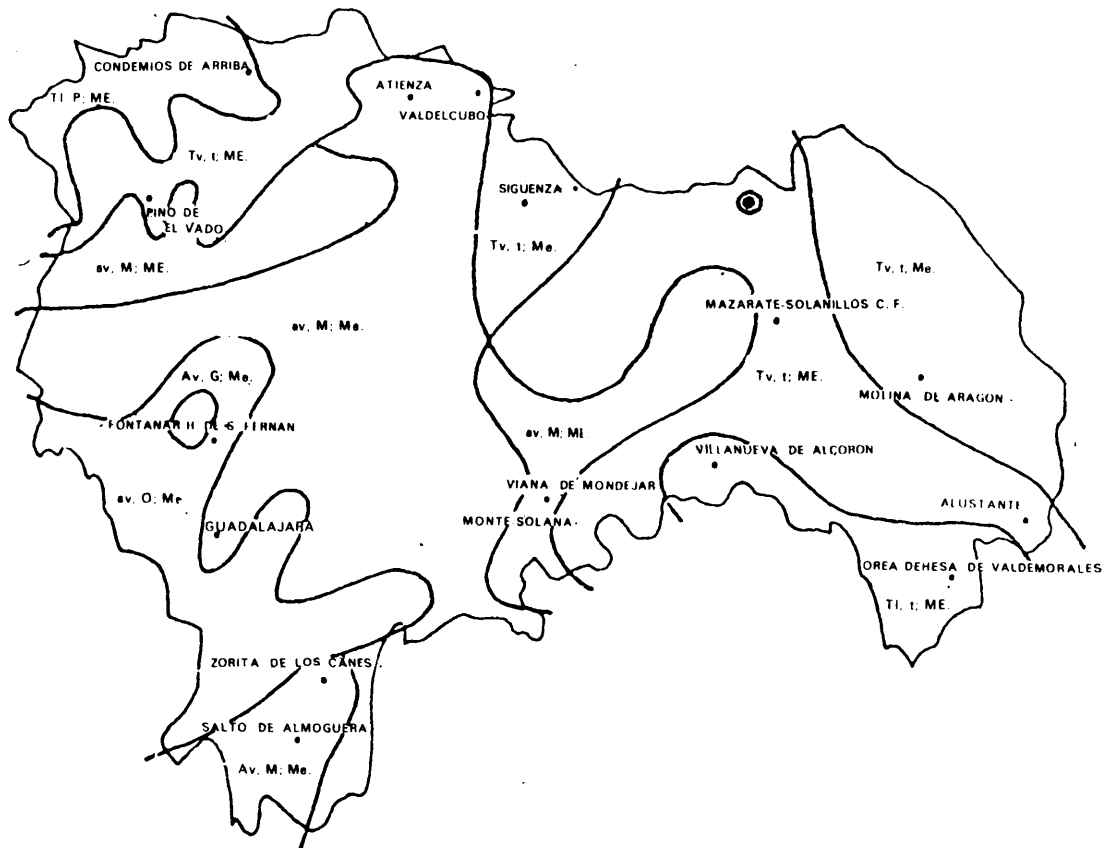 CONDEMIOS DE ARRIBA
TI P; ME.
ATIENZA
VALDELCUBO
Tv, t; ME.
SIGUENZA
PINO DE
EL VADO
Tv, t; Me.
av, M; ME.
Tv, t, Me.
MAZARATE-SOLANILLOS C. F.
av, M; Me.
Av, G; Me.
Tv, t; ME.
MOLINA DE ARAGON
FONTANAR H DE S. FERNAN
av, M; ME.
VILLANUEVA DE ALCORON
VIANA DE MONDEJAR
av, O; Me
ALUSTANTE
GUADALAJARA
MONTE SOLANA
OREA DEHESA DE VALDEMORALES
TI, t; ME.
ZORITA DE LOS CANES
SALTO DE ALMOGUERA
Av, M; Me.